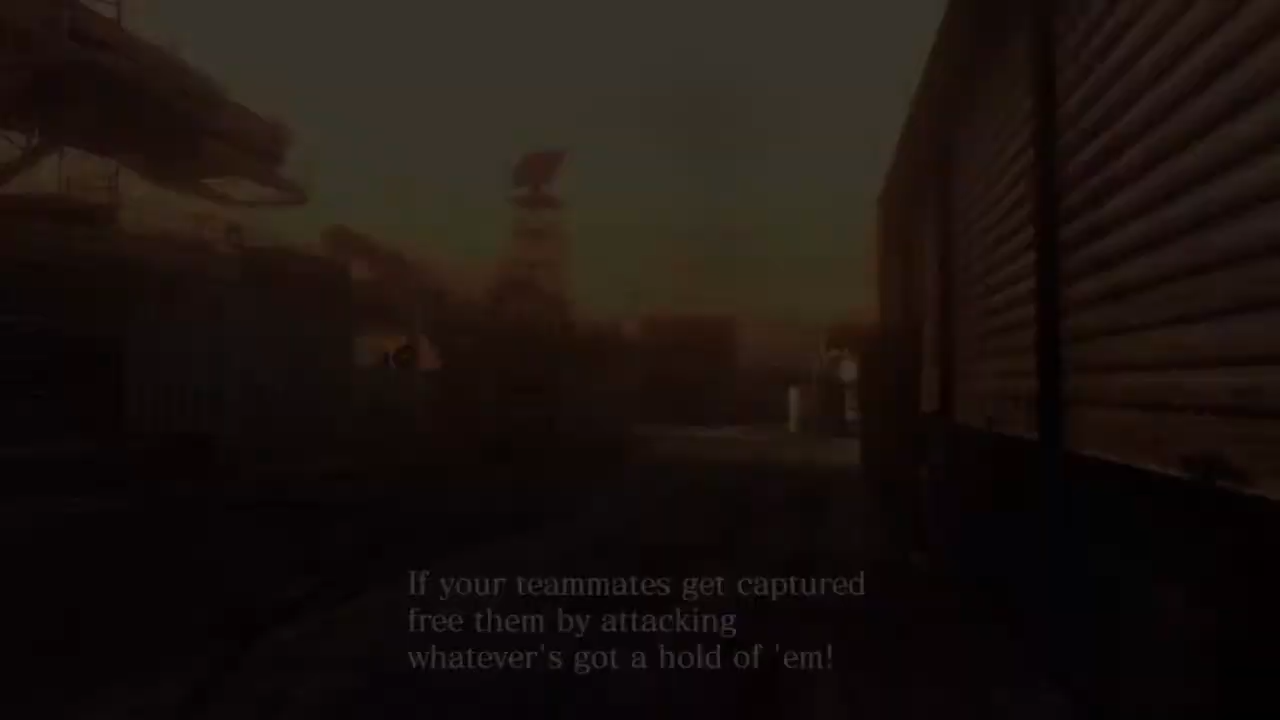 If your teammates get captured
free them by attacking
whatever's got a hold of 'em!